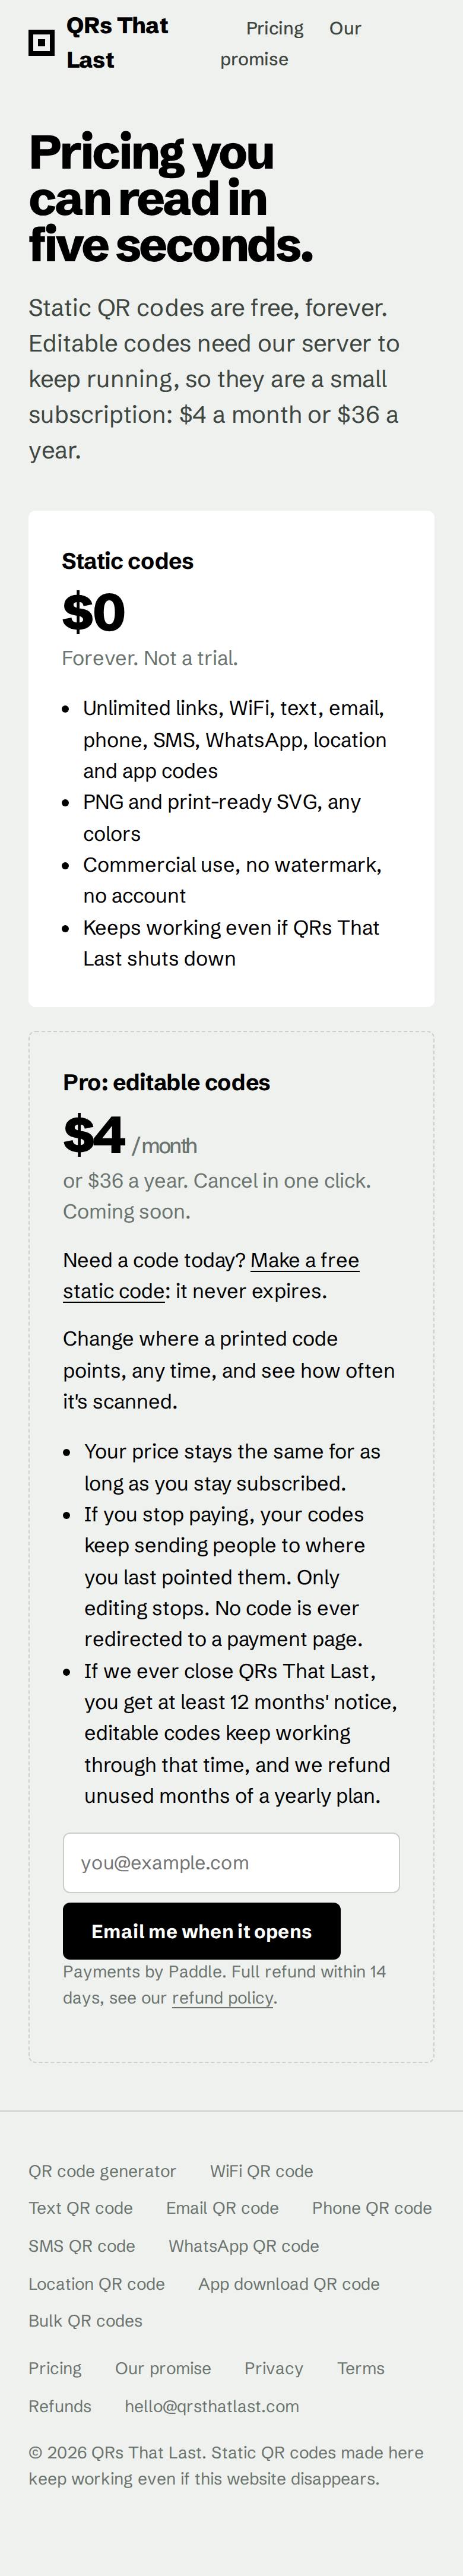 QRs That
Last
Pricing Our
promise
Pricing you
can read in
five seconds.
Static QR codes are free, forever.
Editable codes need our server to
keep running, so they are a small
subscription: $4 a month or $36 a
year.
Static codes
$0
Forever. Not a trial.
• Unlimited links, WiFi, text, email,
phone, SMS, WhatsApp, location
and app codes
• PNG and print-ready SVG, any
colors
• Commercial use, no watermark,
no account
• Keeps working even if QRs That
Last shuts down
Pro: editable codes
$4 /month
or $36 a year. Cancel in one click.
Coming soon.
Need a code today? Make a free
static code: it never expires.
Change where a printed code
points, any time, and see how often
it's scanned.
• Your price stays the same for as
long as you stay subscribed.
• If you stop paying, your codes
keep sending people to where
you last pointed them. Only
editing stops. No code is ever
redirected to a payment page.
• If we ever close QRs That Last,
you get at least 12 months' notice,
editable codes keep working
through that time, and we refund
unused months of a yearly plan.
you@example.com
Email me when it opens
Payments by Paddle. Full refund within 14
days, see our refund policy.
QR code generator WiFi QR code
Text QR code Email QR code Phone QR code
SMS QR code WhatsApp QR code
Location QR code App download QR code
Bulk QR codes
Pricing Our promise Privacy Terms
Refunds hello@qrsthatlast.com
© 2026 QRs That Last. Static QR codes made here
keep working even if this website disappears.